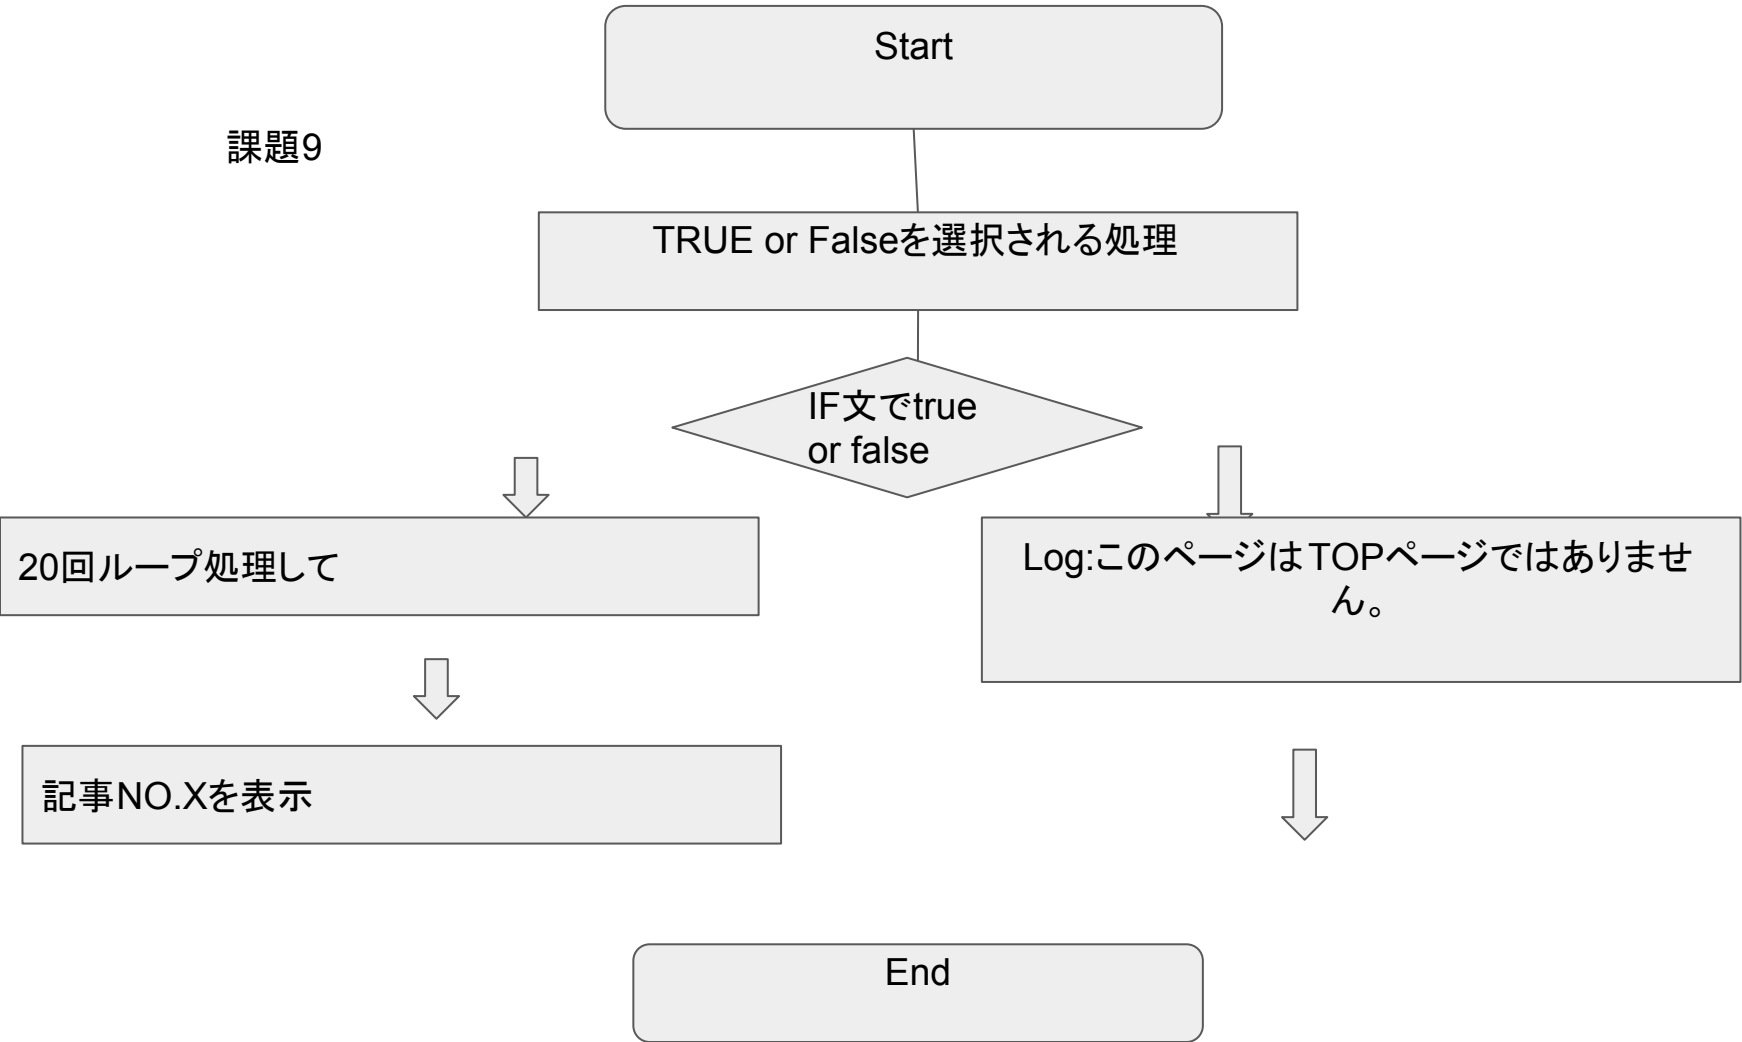 Start
課題9
TRUE or Falseを選択される処理
IF文でtrue
or false
20回ループ処理して
Log:このページはTOPページではありませ
ん。
記事NO.Xを表示
End